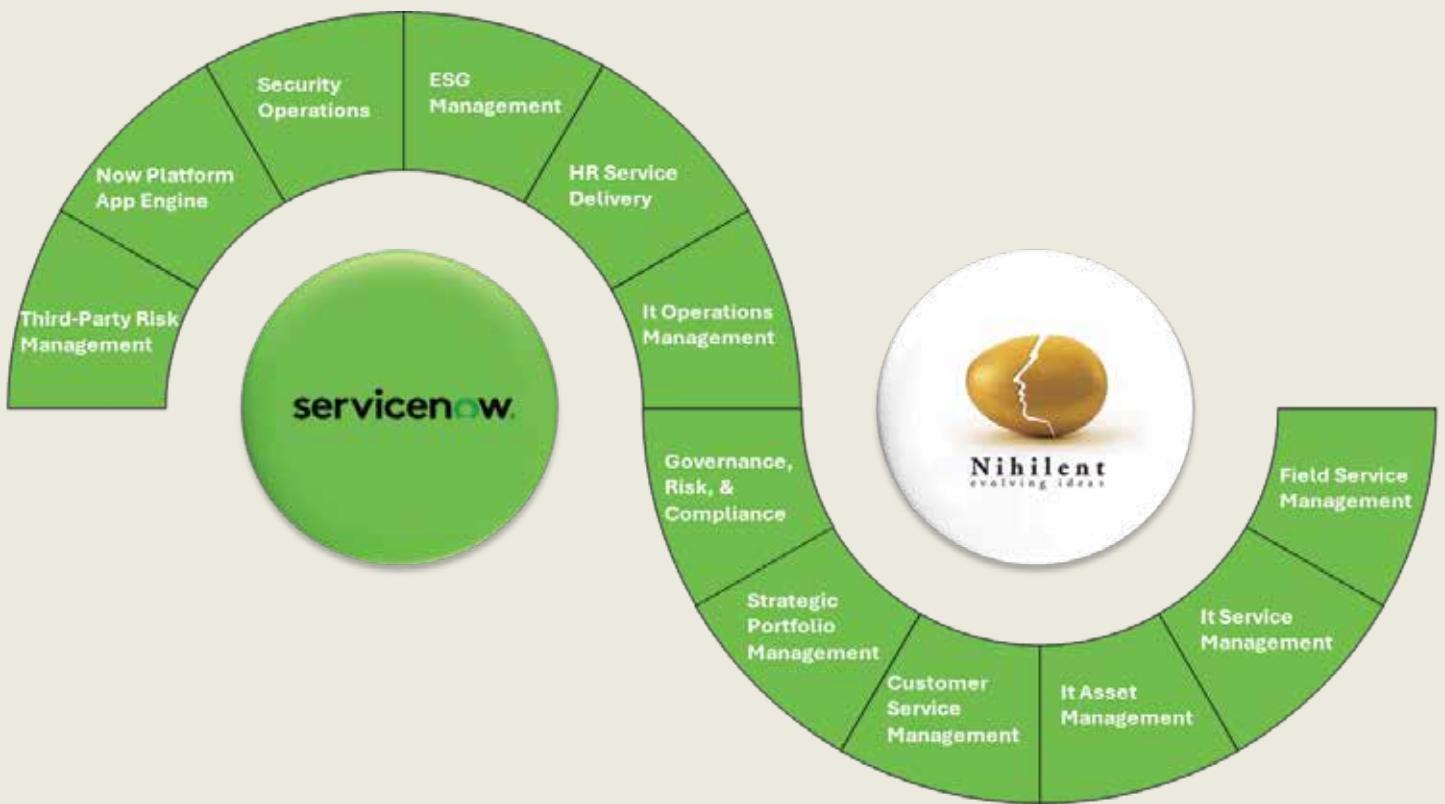 Security
Operations
ESG
Management
Now Platform
App Engine
HR Service
Delivery
Third-Party Risk
Management
It Operations
Management
servicenow.
Governance,
Risk, &
Compliance
Nihilent
evolving ideas
Field Service
Management
Strategic
Portfolio
Management
It Service
Management
Customer
Service
Management
It Asset
Management